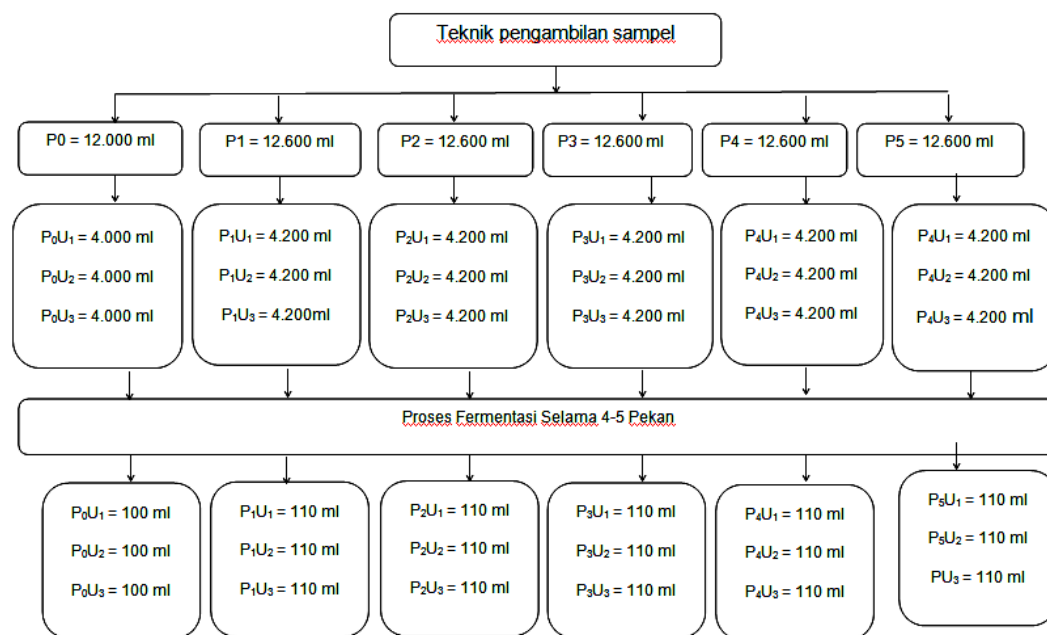 Teknik pengambilan sampel
P0 = 12.000 ml
P1 = 12.600 ml
P2 = 12.600 ml
P3 = 12.600 ml
P4 = 12.600 ml
P5 = 12.600 ml
P₀U₁ = 4.000 ml
P₀U₂ = 4.000 ml
P₀U₃ = 4.000 ml
P₁U₁ = 4.200 ml
P₁U₂ = 4.200 ml
P₁U₃ = 4.200ml
P₂U₁ = 4.200 ml
P₂U₂ = 4.200 ml
P₂U₃ = 4.200 ml
P₃U₁ = 4.200 ml
P₃U₂ = 4.200 ml
P₃U₃ = 4.200 ml
P₄U₁ = 4.200 ml
P₄U₂ = 4.200 ml
P₄U₃ = 4.200 ml
P₄U₁ = 4.200 ml
P₄U₂ = 4.200 ml
P₄U₃ = 4.200 ml
Proses Fermentasi Selama 4-5 Pekan
P₀U₁ = 100 ml
P₀U₂ = 100 ml
P₀U₃ = 100 ml
P₁U₁ = 110 ml
P₁U₂ = 110 ml
P₁U₃ = 110 ml
P₂U₁ = 110 ml
P₂U₂ = 110 ml
P₂U₃ = 110 ml
P₃U₁ = 110 ml
P₃U₂ = 110 ml
P₃U₃ = 110 ml
P₄U₁ = 110 ml
P₄U₂ = 110 ml
P₄U₃ = 110 ml
P₅U₁ = 110 ml
P₅U₂ = 110 ml
PU₃ = 110 ml